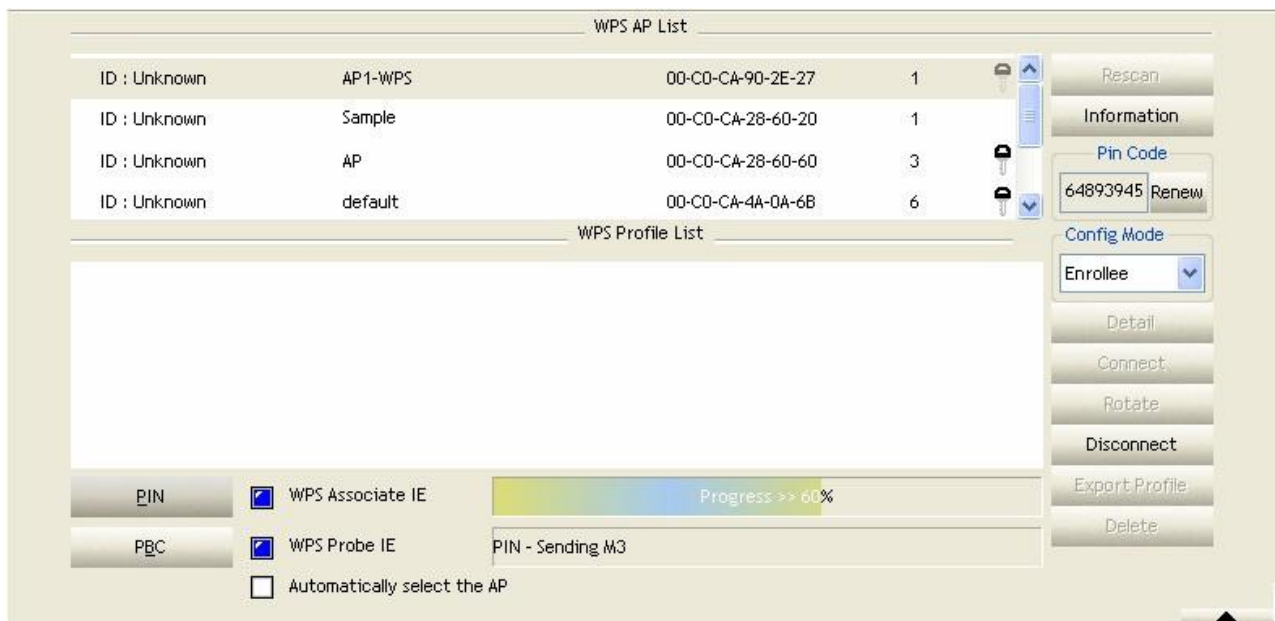 WPS AP List
ID : Unknown AP1-WPS 00-C0-CA-90-2E-27 1
ID : Unknown Sample 00-C0-CA-28-60-20 1
ID : Unknown AP 00-C0-CA-28-60-60 3
ID : Unknown default 00-C0-CA-4A-0A-6B 6
Rescan
Information
Pin Code
64893945 Renew
WPS Profile List
Config Mode
Enrollee
Detail
Connect
Rotate
Disconnect
Export Profile
Delete
PIN WPS Associate IE Progress >> 60%
PBC WPS Probe IE PIN - Sending M3
Automatically select the AP